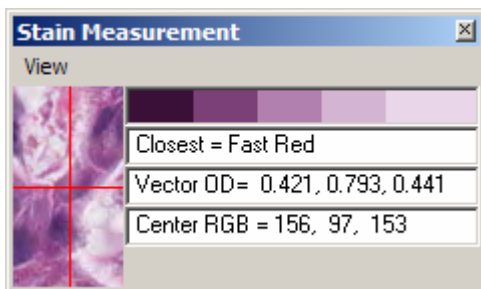 Stain Measurement
View
Closest = Fast Red
Vector OD= 0.421, 0.793, 0.441
Center RGB = 156, 97, 153